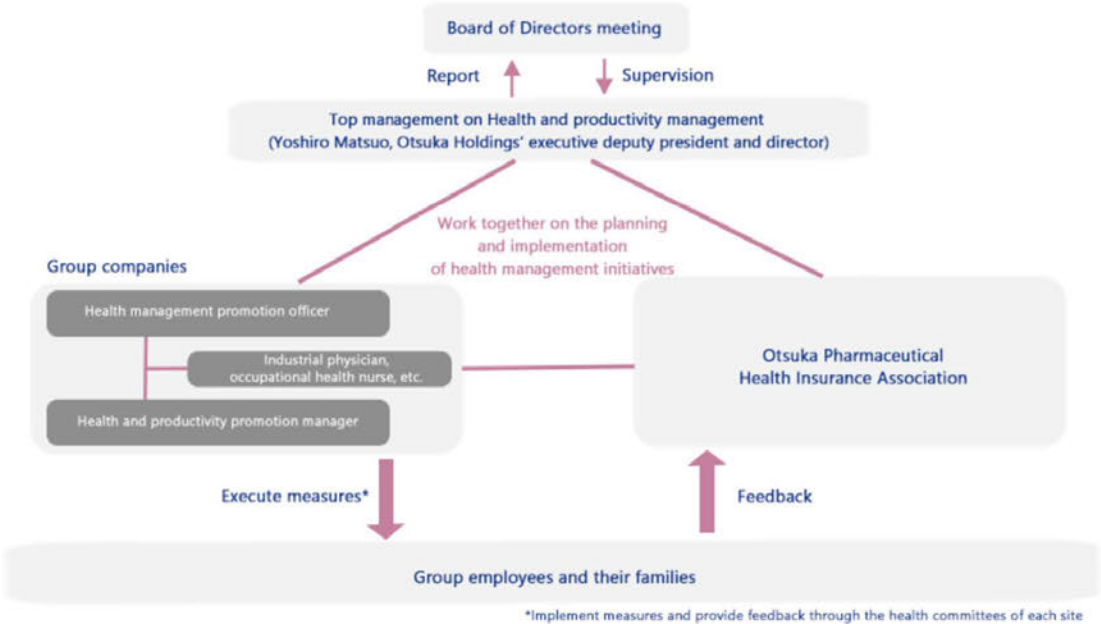 Board of Directors meeting
Report
Supervision
Top management on Health and productivity management
(Yoshiro Matsuo, Otsuka Holdings' executive deputy president and director)
Work together on the planning
and implementation
of health management initiatives
Group companies
Health management promotion officer
Industrial physician,
occupational health nurse, etc.
Health and productivity promotion manager
Otsuka Pharmaceutical
Health Insurance Association
Execute measures*
Feedback
Group employees and their families
*Implement measures and provide feedback through the health committees of each site